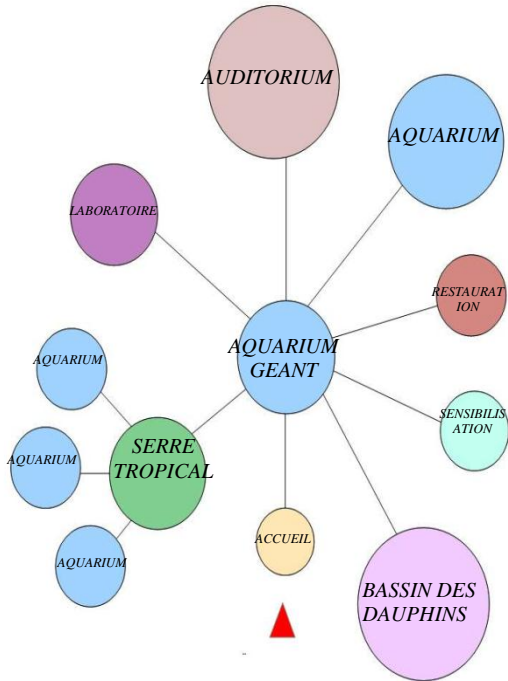 AUDITORIUM
AQUARIUM
LABORATOIRE
RESTAURAT
ION
AQUARIUM
GEANT
AQUARIUM
SENSIBILIS
ATION
SERRE
TROPICAL
AQUARIUM
AQUARIUM
ACCUEIL
BASSIN DES
DAUPHINS